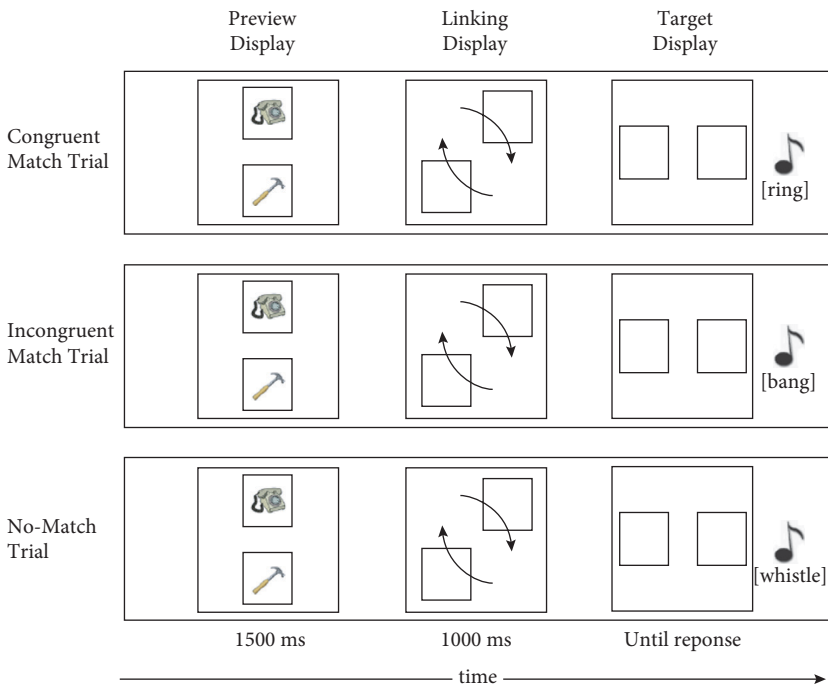 Preview
Display
Linking
Display
Target
Display
Congruent
Match Trial
[ring]
Incongruent
Match Trial
[bang]
No-Match
Trial
[whistle]
1500 ms
1000 ms
Until reponse
time